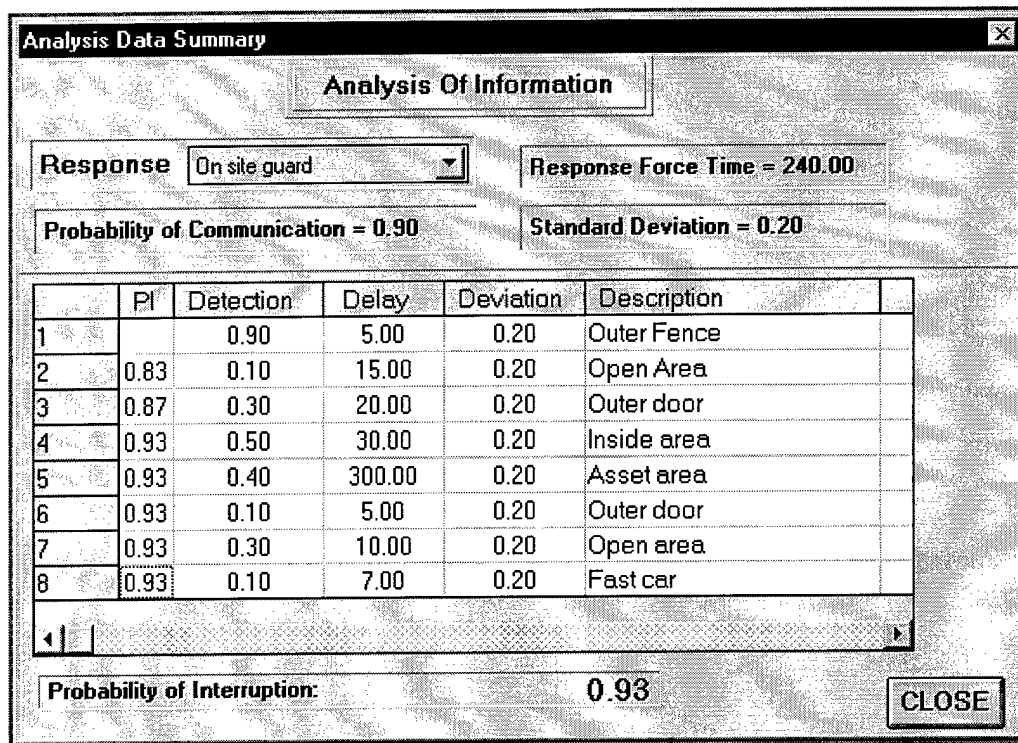 Analysis Data Summary
Analysis Of Information
Response On site guard Response Force Time = 240.00
Probability of Communication = 0.90 Standard Deviation = 0.20
PI Detection Delay Deviation Description
1 0.90 5.00 0.20 Outer Fence
2 0.83 0.10 15.00 0.20 Open Area
3 0.87 0.30 20.00 0.20 Outer door
4 0.93 0.50 30.00 0.20 Inside area
5 0.93 0.40 300.00 0.20 Asset area
6 0.93 0.10 5.00 0.20 Outer door
7 0.93 0.30 10.00 0.20 Open area
8 0.93 0.10 7.00 0.20 Fast car
Probability of Interruption: 0.93
CLOSE